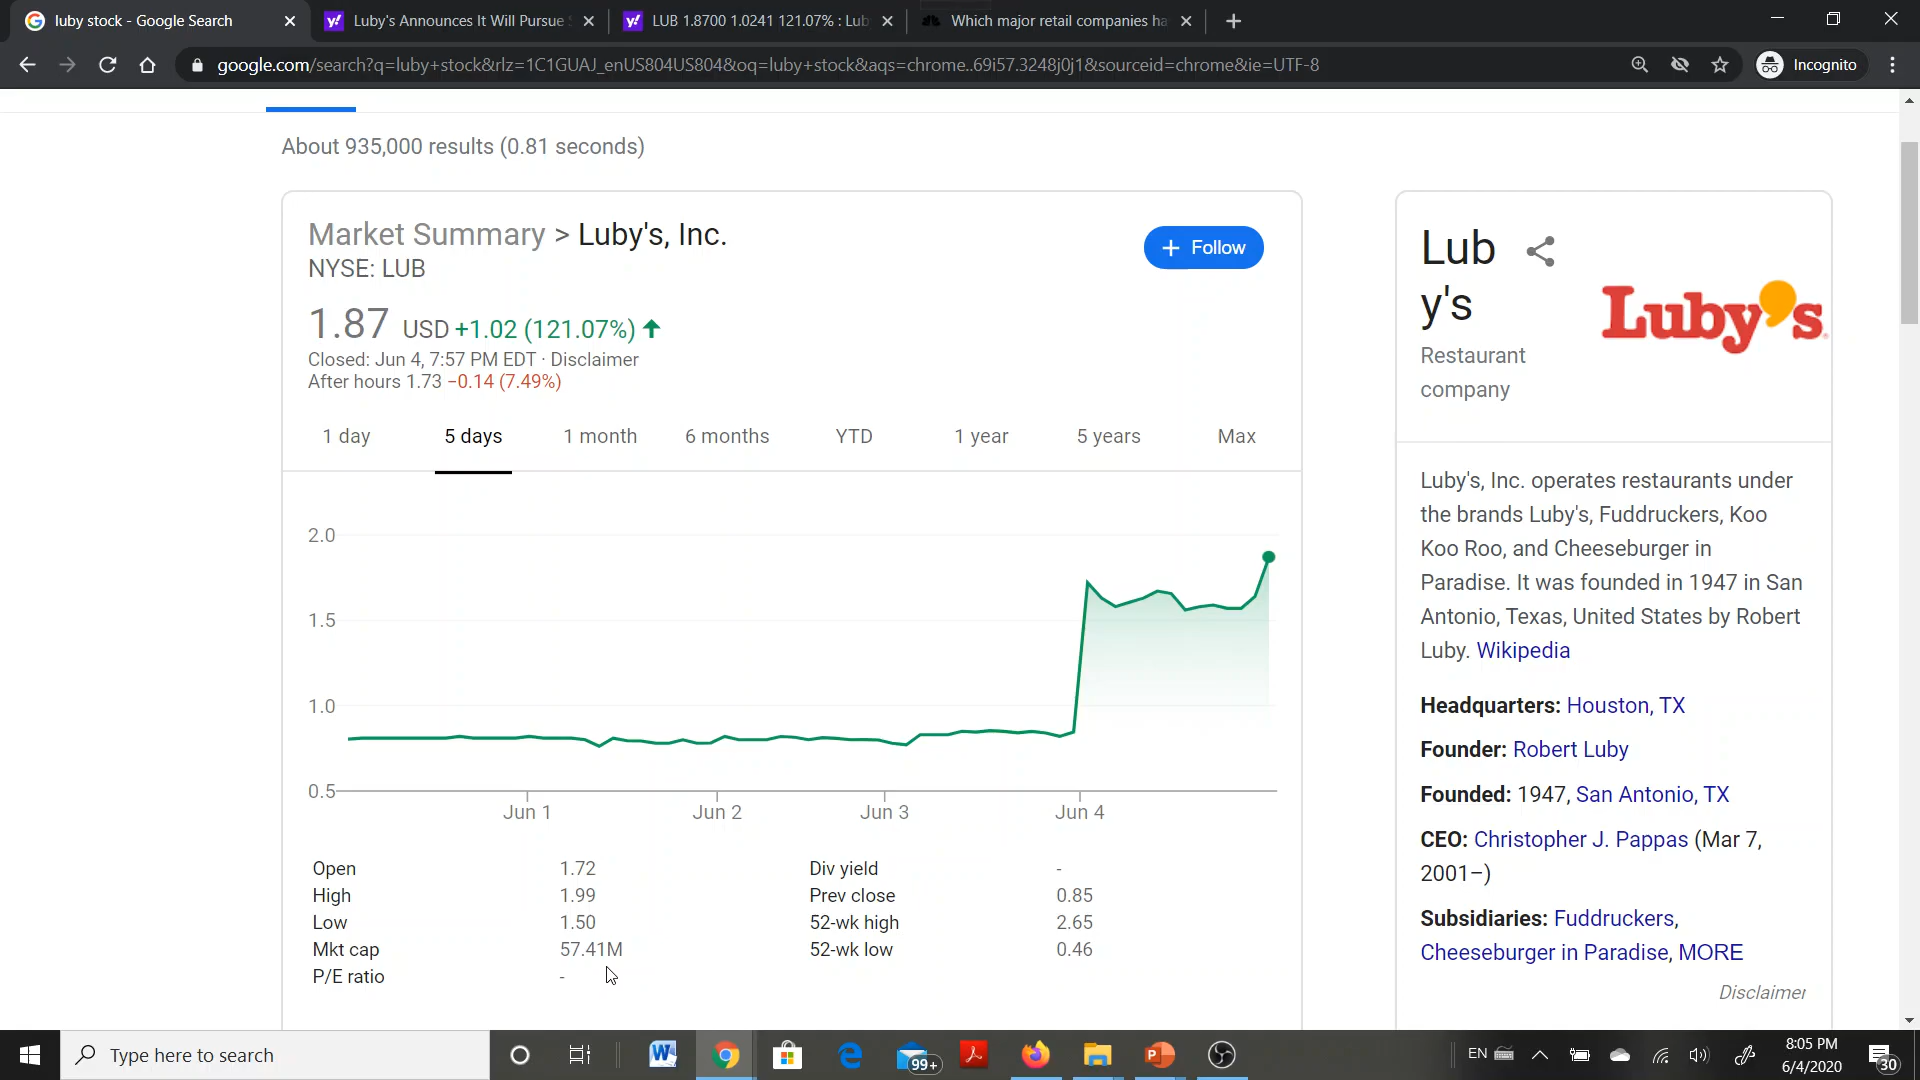 luby stock - Google Search
Luby's Announces It Will Pursue
LUB 1.8700 1.0241 121.07% : Lub
Which major retail companies ha
google.com/search?q=luby+stock&rlz=1C1GUAJ_enUS804US804&oq=luby+stock&aqs=chrome..69i57.3248j0j1&sourceid=chrome&ie=UTF-8
Incognito
About 935,000 results (0.81 seconds)
Market Summary > Luby's, Inc.
NYSE: LUB
+ Follow
1.87 USD +1.02 (121.07%)
Closed: Jun 4, 7:57 PM EDT · Disclaimer
After hours 1.73 −0.14 (7.49%)
1 day 5 days 1 month 6 months YTD 1 year 5 years Max
2.0
1.5
1.0
0.5
Jun 1 Jun 2 Jun 3 Jun 4
Open 1.72 Div yield -
High 1.99 Prev close 0.85
Low 1.50 52-wk high 2.65
Mkt cap 57.41M 52-wk low 0.46
P/E ratio -
Lub
y's
Luby's
Restaurant
company
Luby's, Inc. operates restaurants under
the brands Luby's, Fuddruckers, Koo
Koo Roo, and Cheeseburger in
Paradise. It was founded in 1947 in San
Antonio, Texas, United States by Robert
Luby. Wikipedia
Headquarters: Houston, TX
Founder: Robert Luby
Founded: 1947, San Antonio, TX
CEO: Christopher J. Pappas (Mar 7,
2001–)
Subsidiaries: Fuddruckers,
Cheeseburger in Paradise, MORE
Disclaimer
Type here to search
99+
EN
8:05 PM
6/4/2020
30